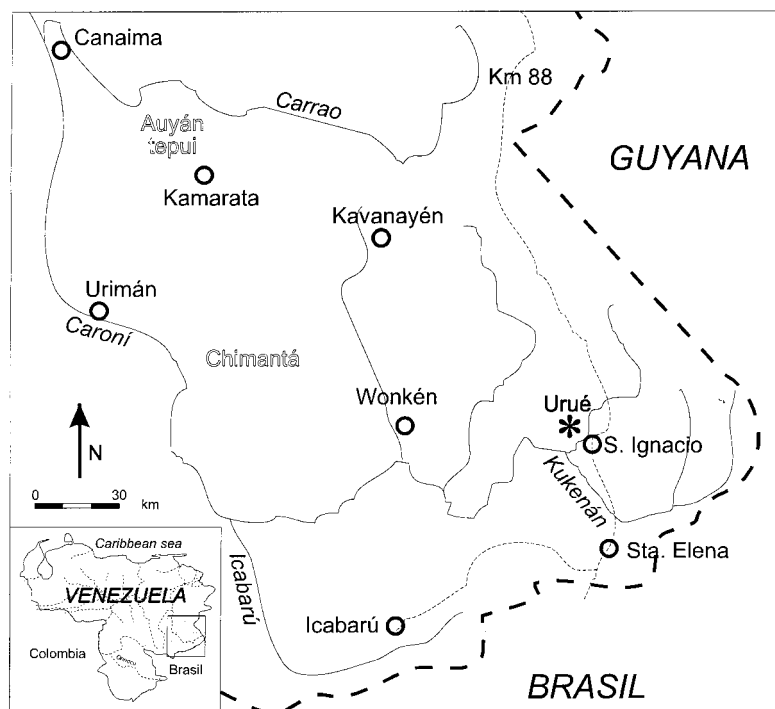 Canaima
Km 88
Carrao
Auyán
tepui
GUYANA
Kamarata
Kavanayén
Urimán
Caroní
Chimantá
Wonkén
Urué
*
S. Ignacio
N
0 30
km
Kukenán
Caribbean sea
Sta. Elena
Icabarú
VENEZUELA
Icabarú
Colombia
Brasil
BRASIL